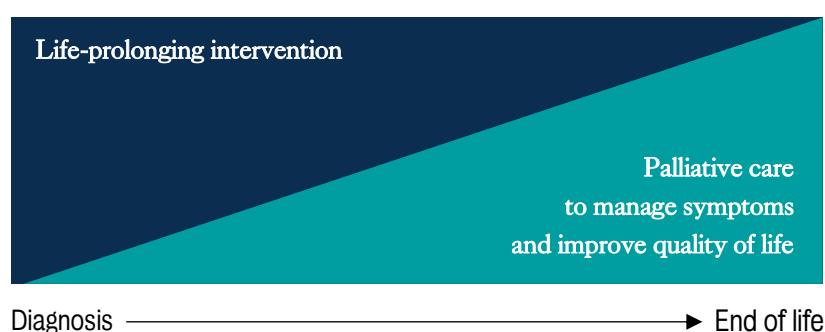 Life-prolonging intervention
Palliative care
to manage symptoms
and improve quality of life
Diagnosis End of life